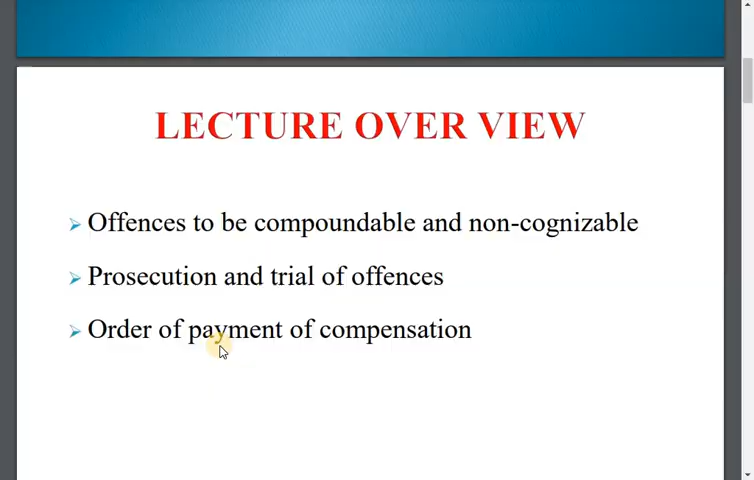 LECTURE OVER VIEW
Offences to be compoundable and non-cognizable
Prosecution and trial of offences
Order of payment of compensation